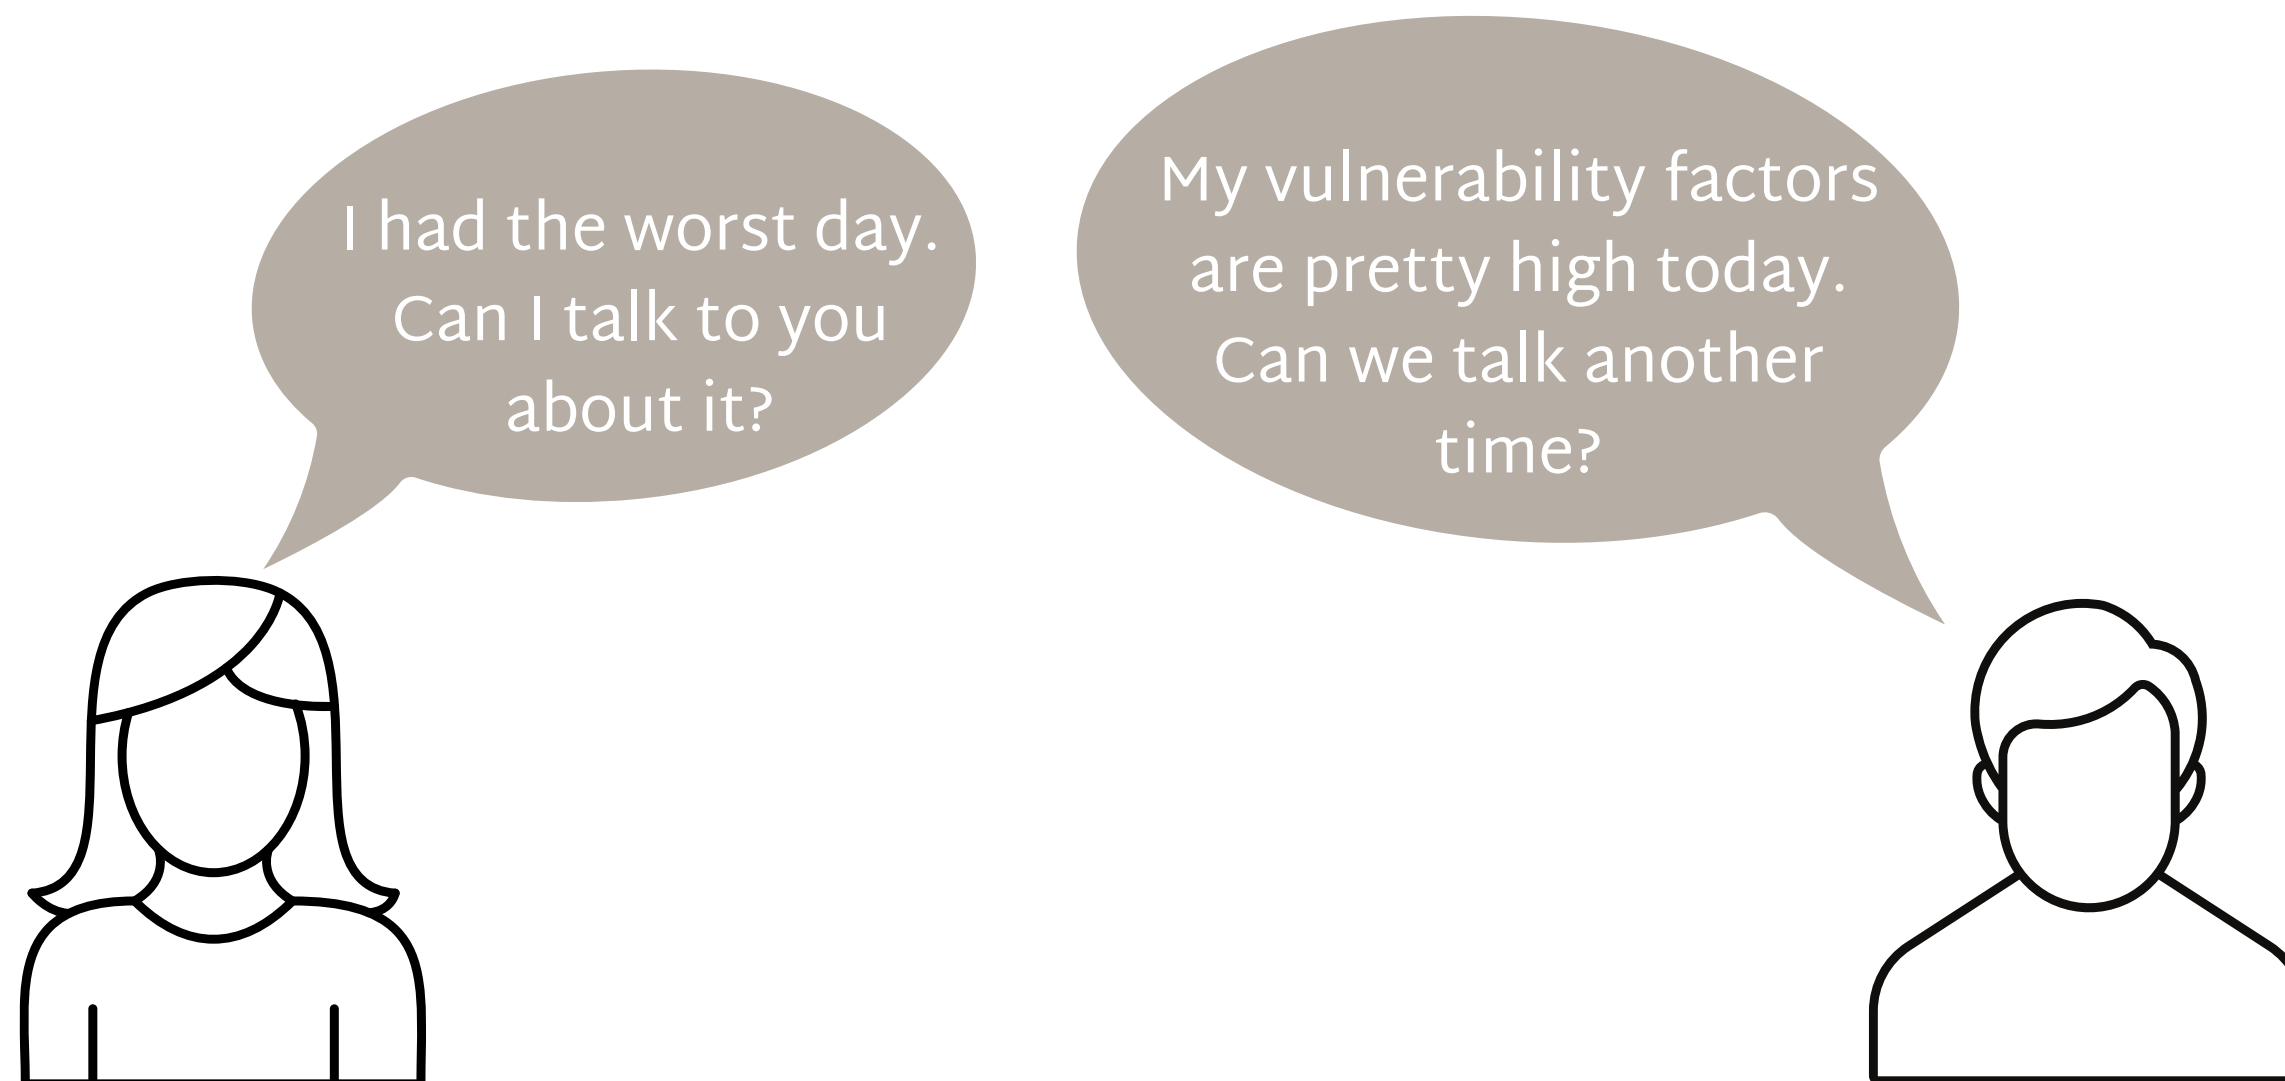 I had the worst day.
Can I talk to you
about it?
My vulnerability factors
are pretty high today.
Can we talk another
time?